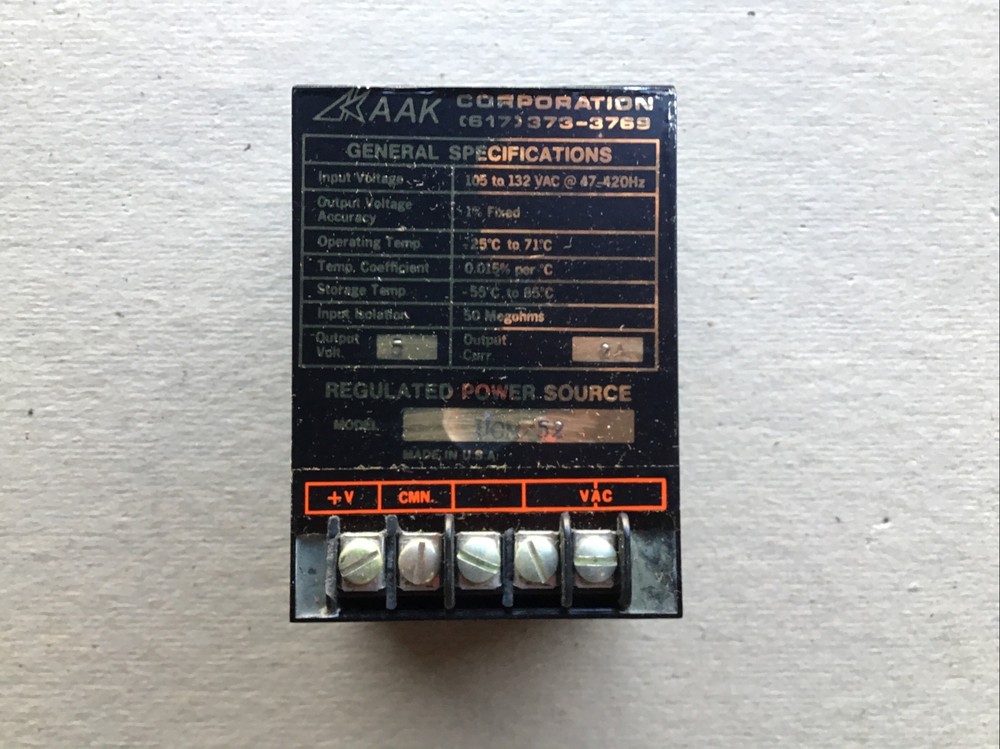 AAK CORPORATION
(617) 373-3769
GENERAL SPECIFICATIONS
Input Voltage 105 to 132 VAC @ 47-420Hz
Output Voltage Accuracy 1% Fixed
Operating Temp. -25°C to 71°C
Temp. Coefficient 0.015% per °C
Storage Temp -55°C to 85°C
Input Isolation 50 Megohms
Output Volt. 5 Output Curr. 2A
REGULATED POWER SOURCE
MODEL
MADE IN U.S.A.
+V CMN. VAC